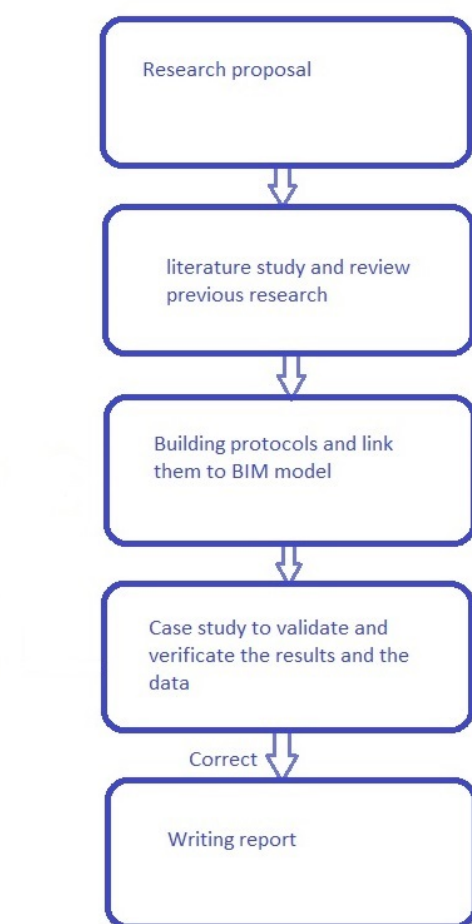 Research proposal
literature study and review
previous research
Building protocols and link
them to BIM model
Case study to validate and
verificate the results and the
data
Correct
Writing report